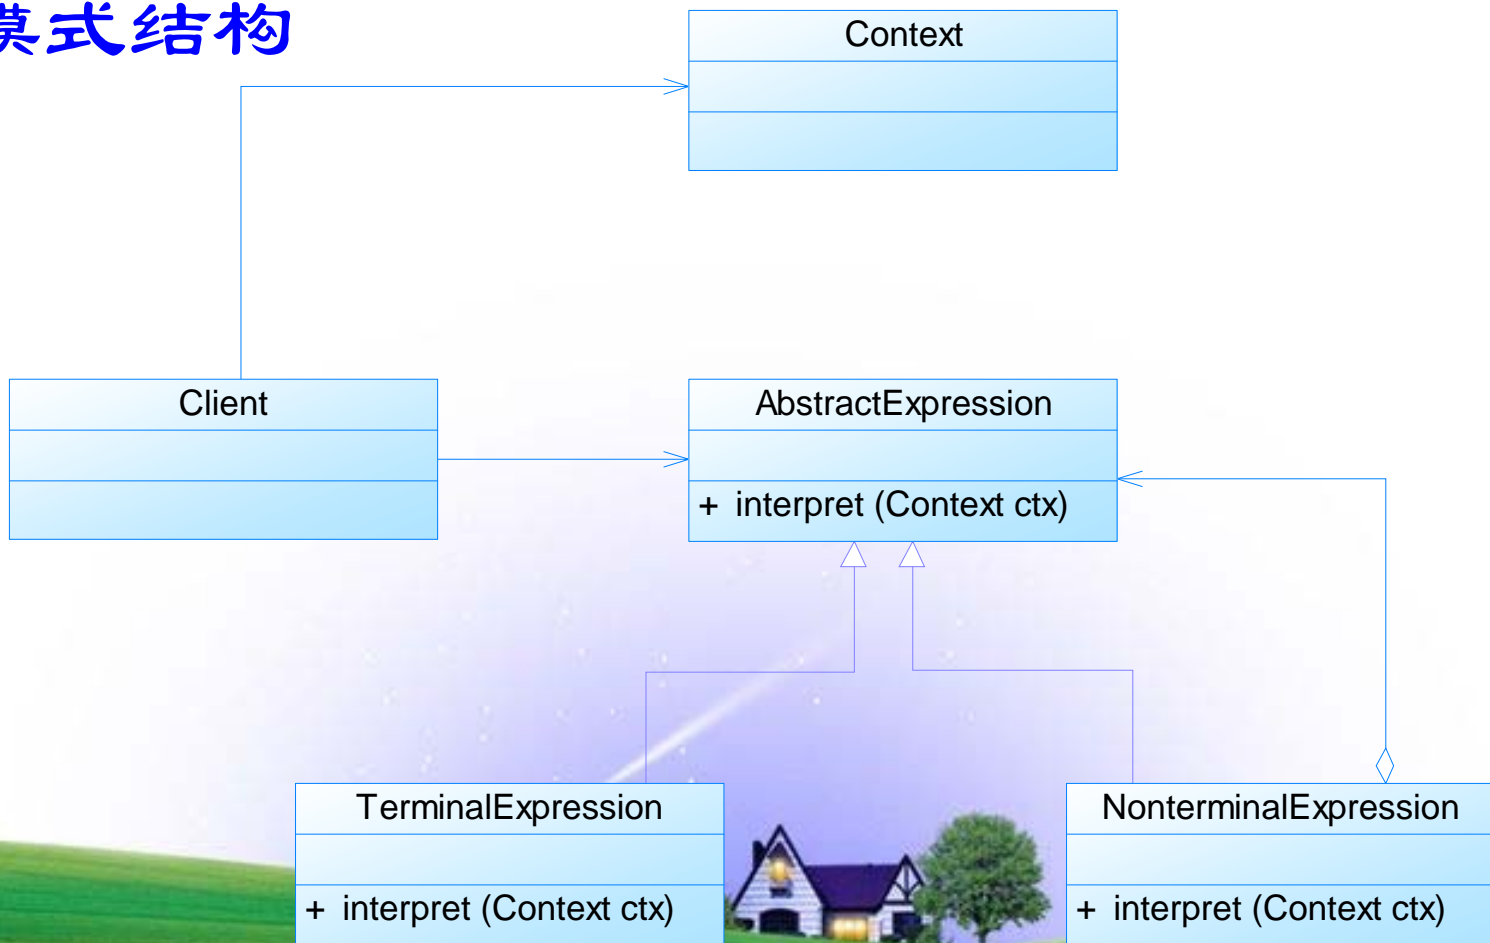 模式结构
Context
Client
AbstractExpression
+ interpret (Context ctx)
TerminalExpression
NonterminalExpression
+ interpret (Context ctx)
+ interpret (Context ctx)